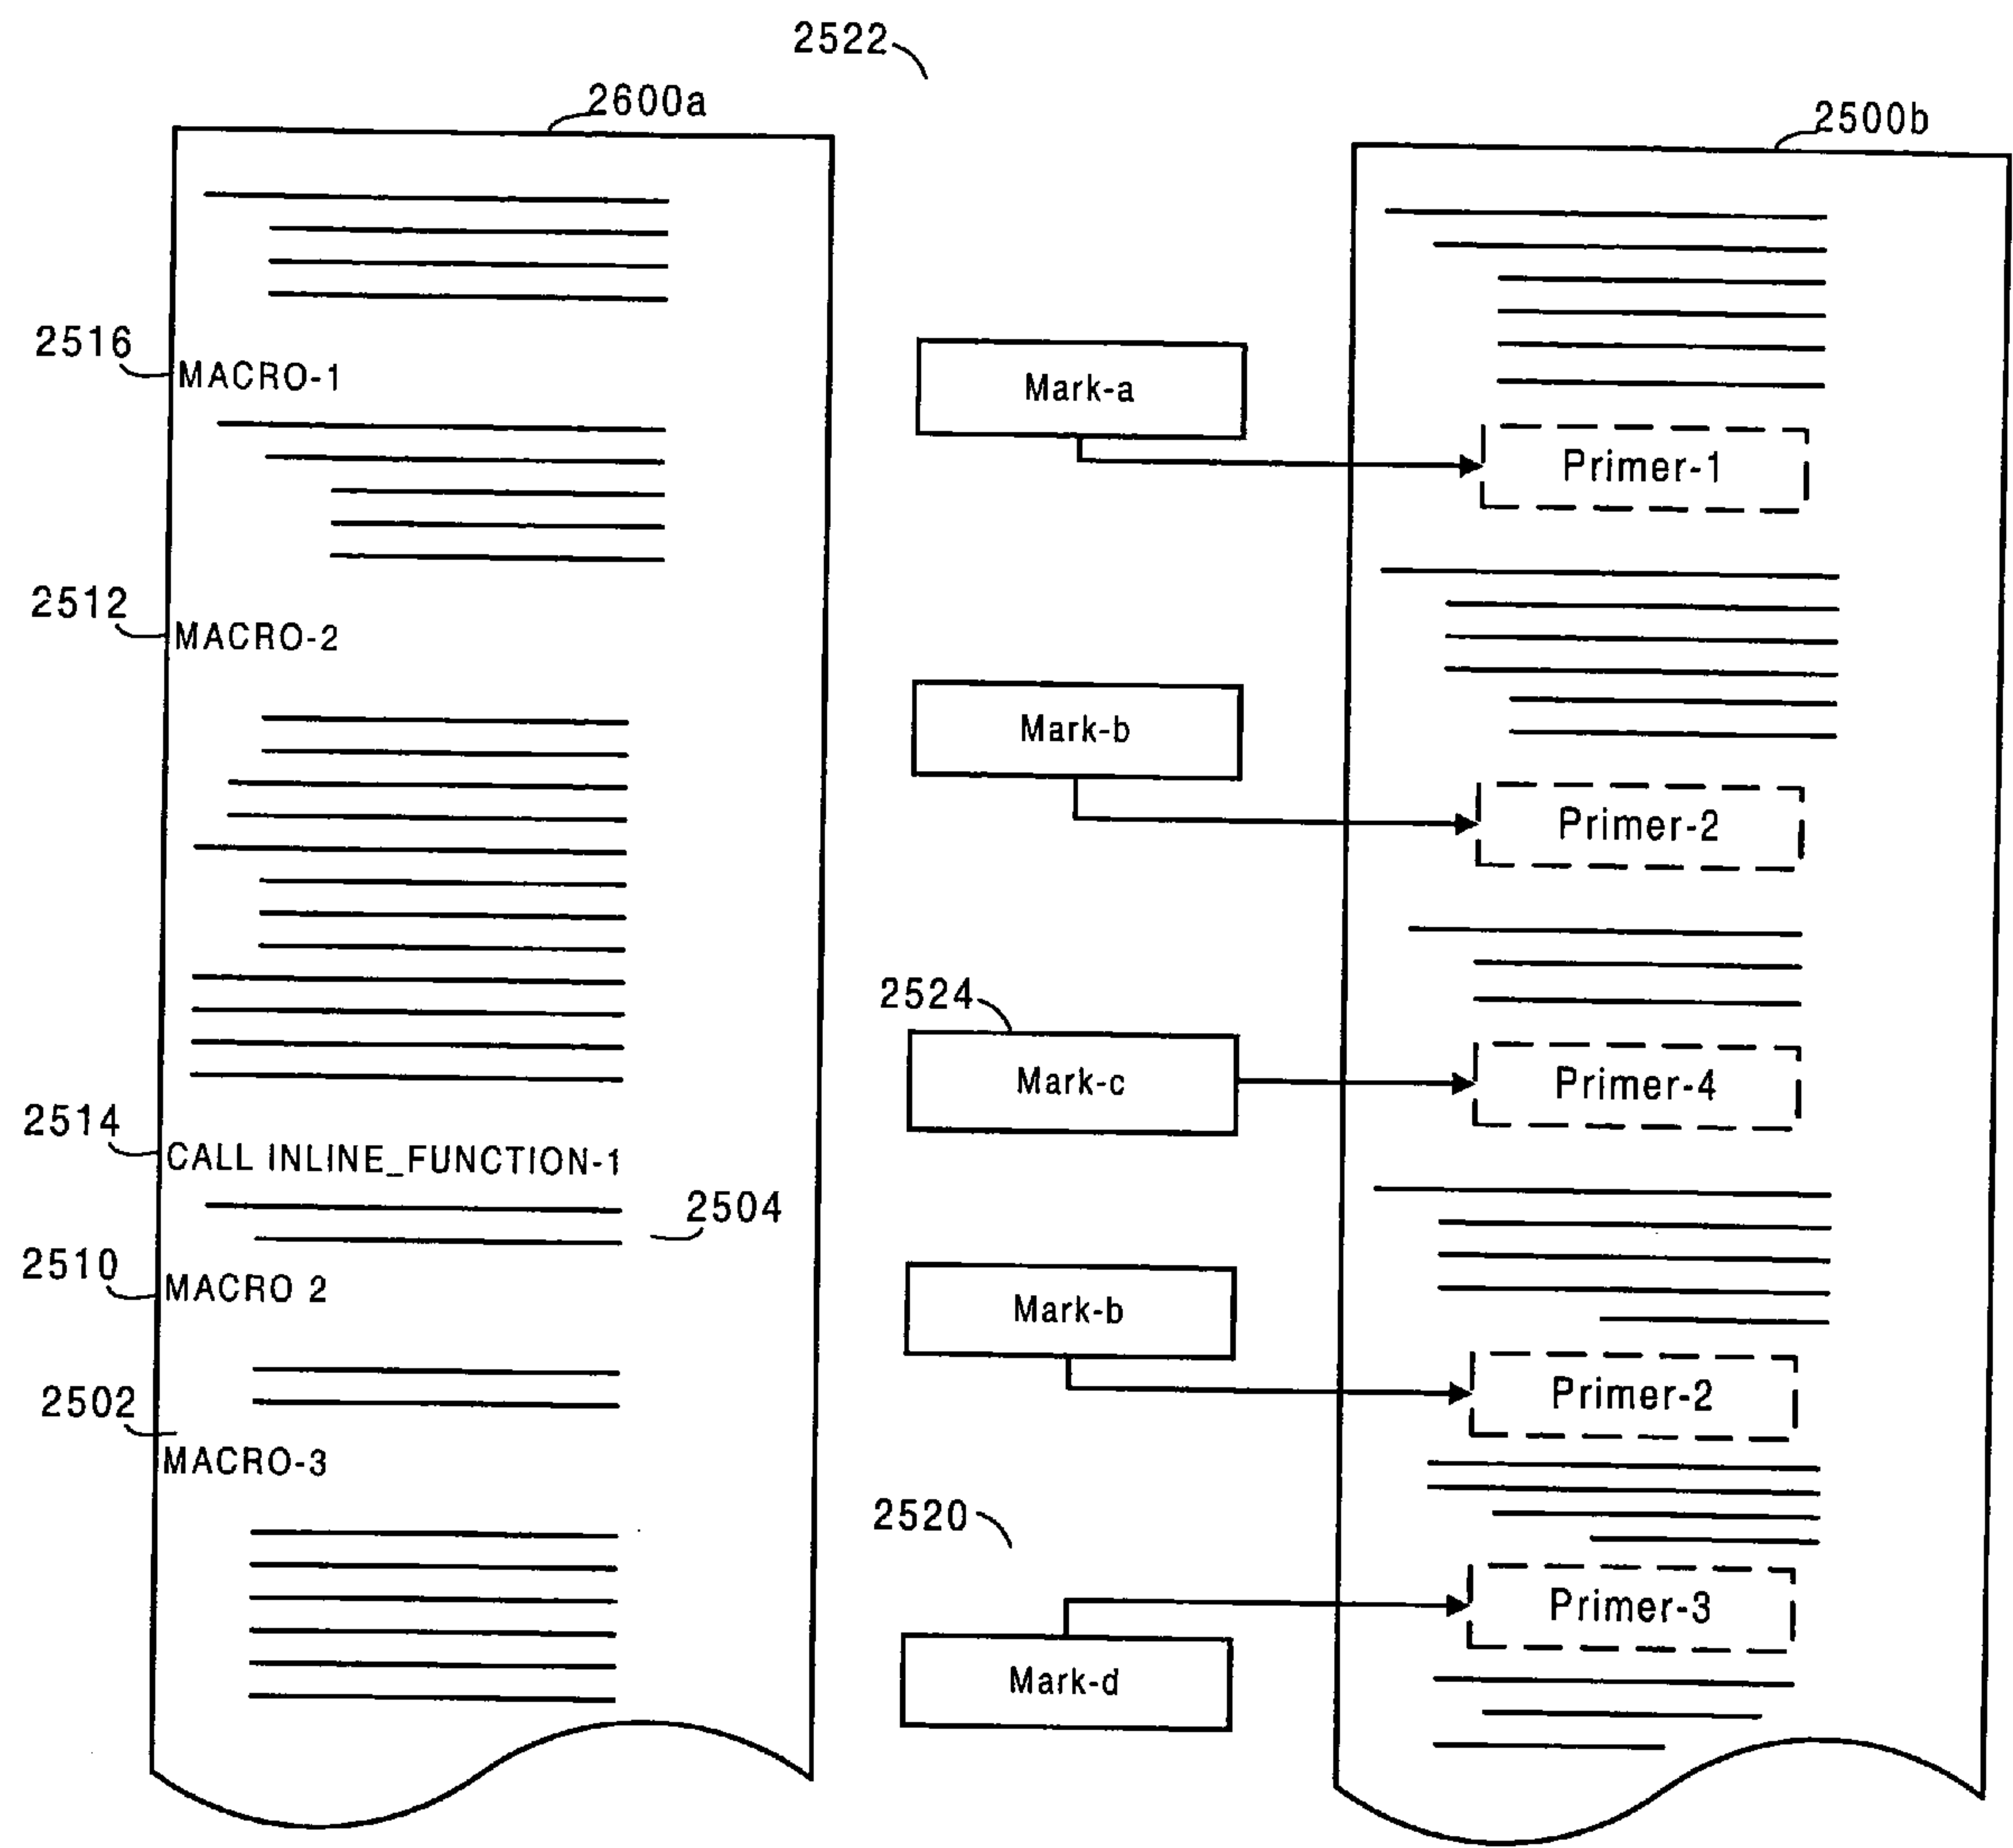 2522
2600a
2500b
2516
MACRO-1
2512
MACRO-2
2514
CALL INLINE_FUNCTION-1
2504
2510
MACRO 2
2502
MACRO-3
Mark-a
Mark-b
2524
Mark-c
Mark-b
2520
Mark-d
Primer-1
Primer-2
Primer-4
Primer-2
Primer-3